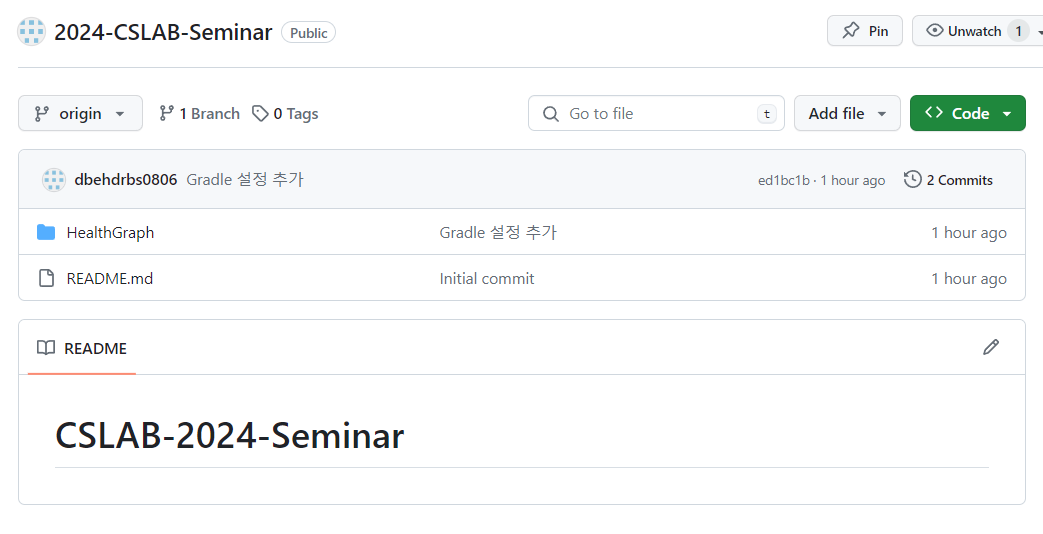 2024-CSLAB-Seminar Public Pin Unwatch 1
origin 1 Branch 0 Tags Go to file t Add file Code
dbehdrbs0806 Gradle 설정 추가 ed1bc1b · 1 hour ago 2 Commits
HealthGraph Gradle 설정 추가 1 hour ago
README.md Initial commit 1 hour ago
README
CSLAB-2024-Seminar